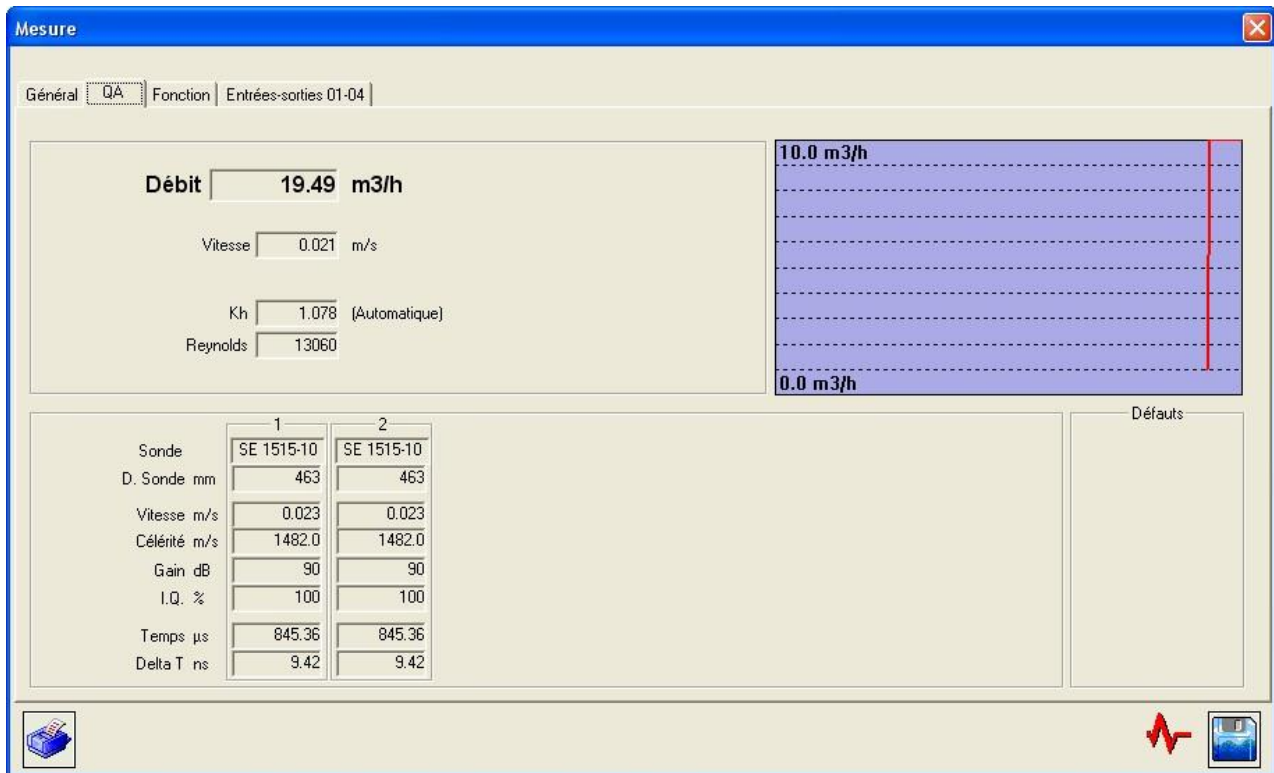 Mesure
Général QA Fonction Entrées-sorties 01-04
Débit 19.49 m3/h
Vitesse 0.021 m/s
Kh 1.078 (Automatique)
Reynolds 13060
10.0 m3/h
0.0 m3/h
1 2
Sonde SE 1515-10 SE 1515-10
D. Sonde mm 463 463
Vitesse m/s 0.023 0.023
Célérité m/s 1482.0 1482.0
Gain dB 90 90
I.Q. % 100 100
Temps µs 845.36 845.36
Delta T ns 9.42 9.42
Défauts